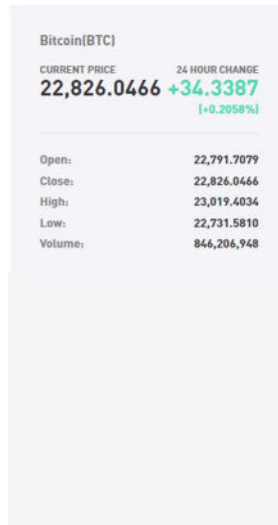 Bitcoin(BTC)
CURRENT PRICE 24 HOUR CHANGE
22,826.0466 +34.3387
(+0.2058%)
Open: 22,791.7079
Close: 22,826.0466
High: 23,019.4034
Low: 22,731.5810
Volume: 846,206,948